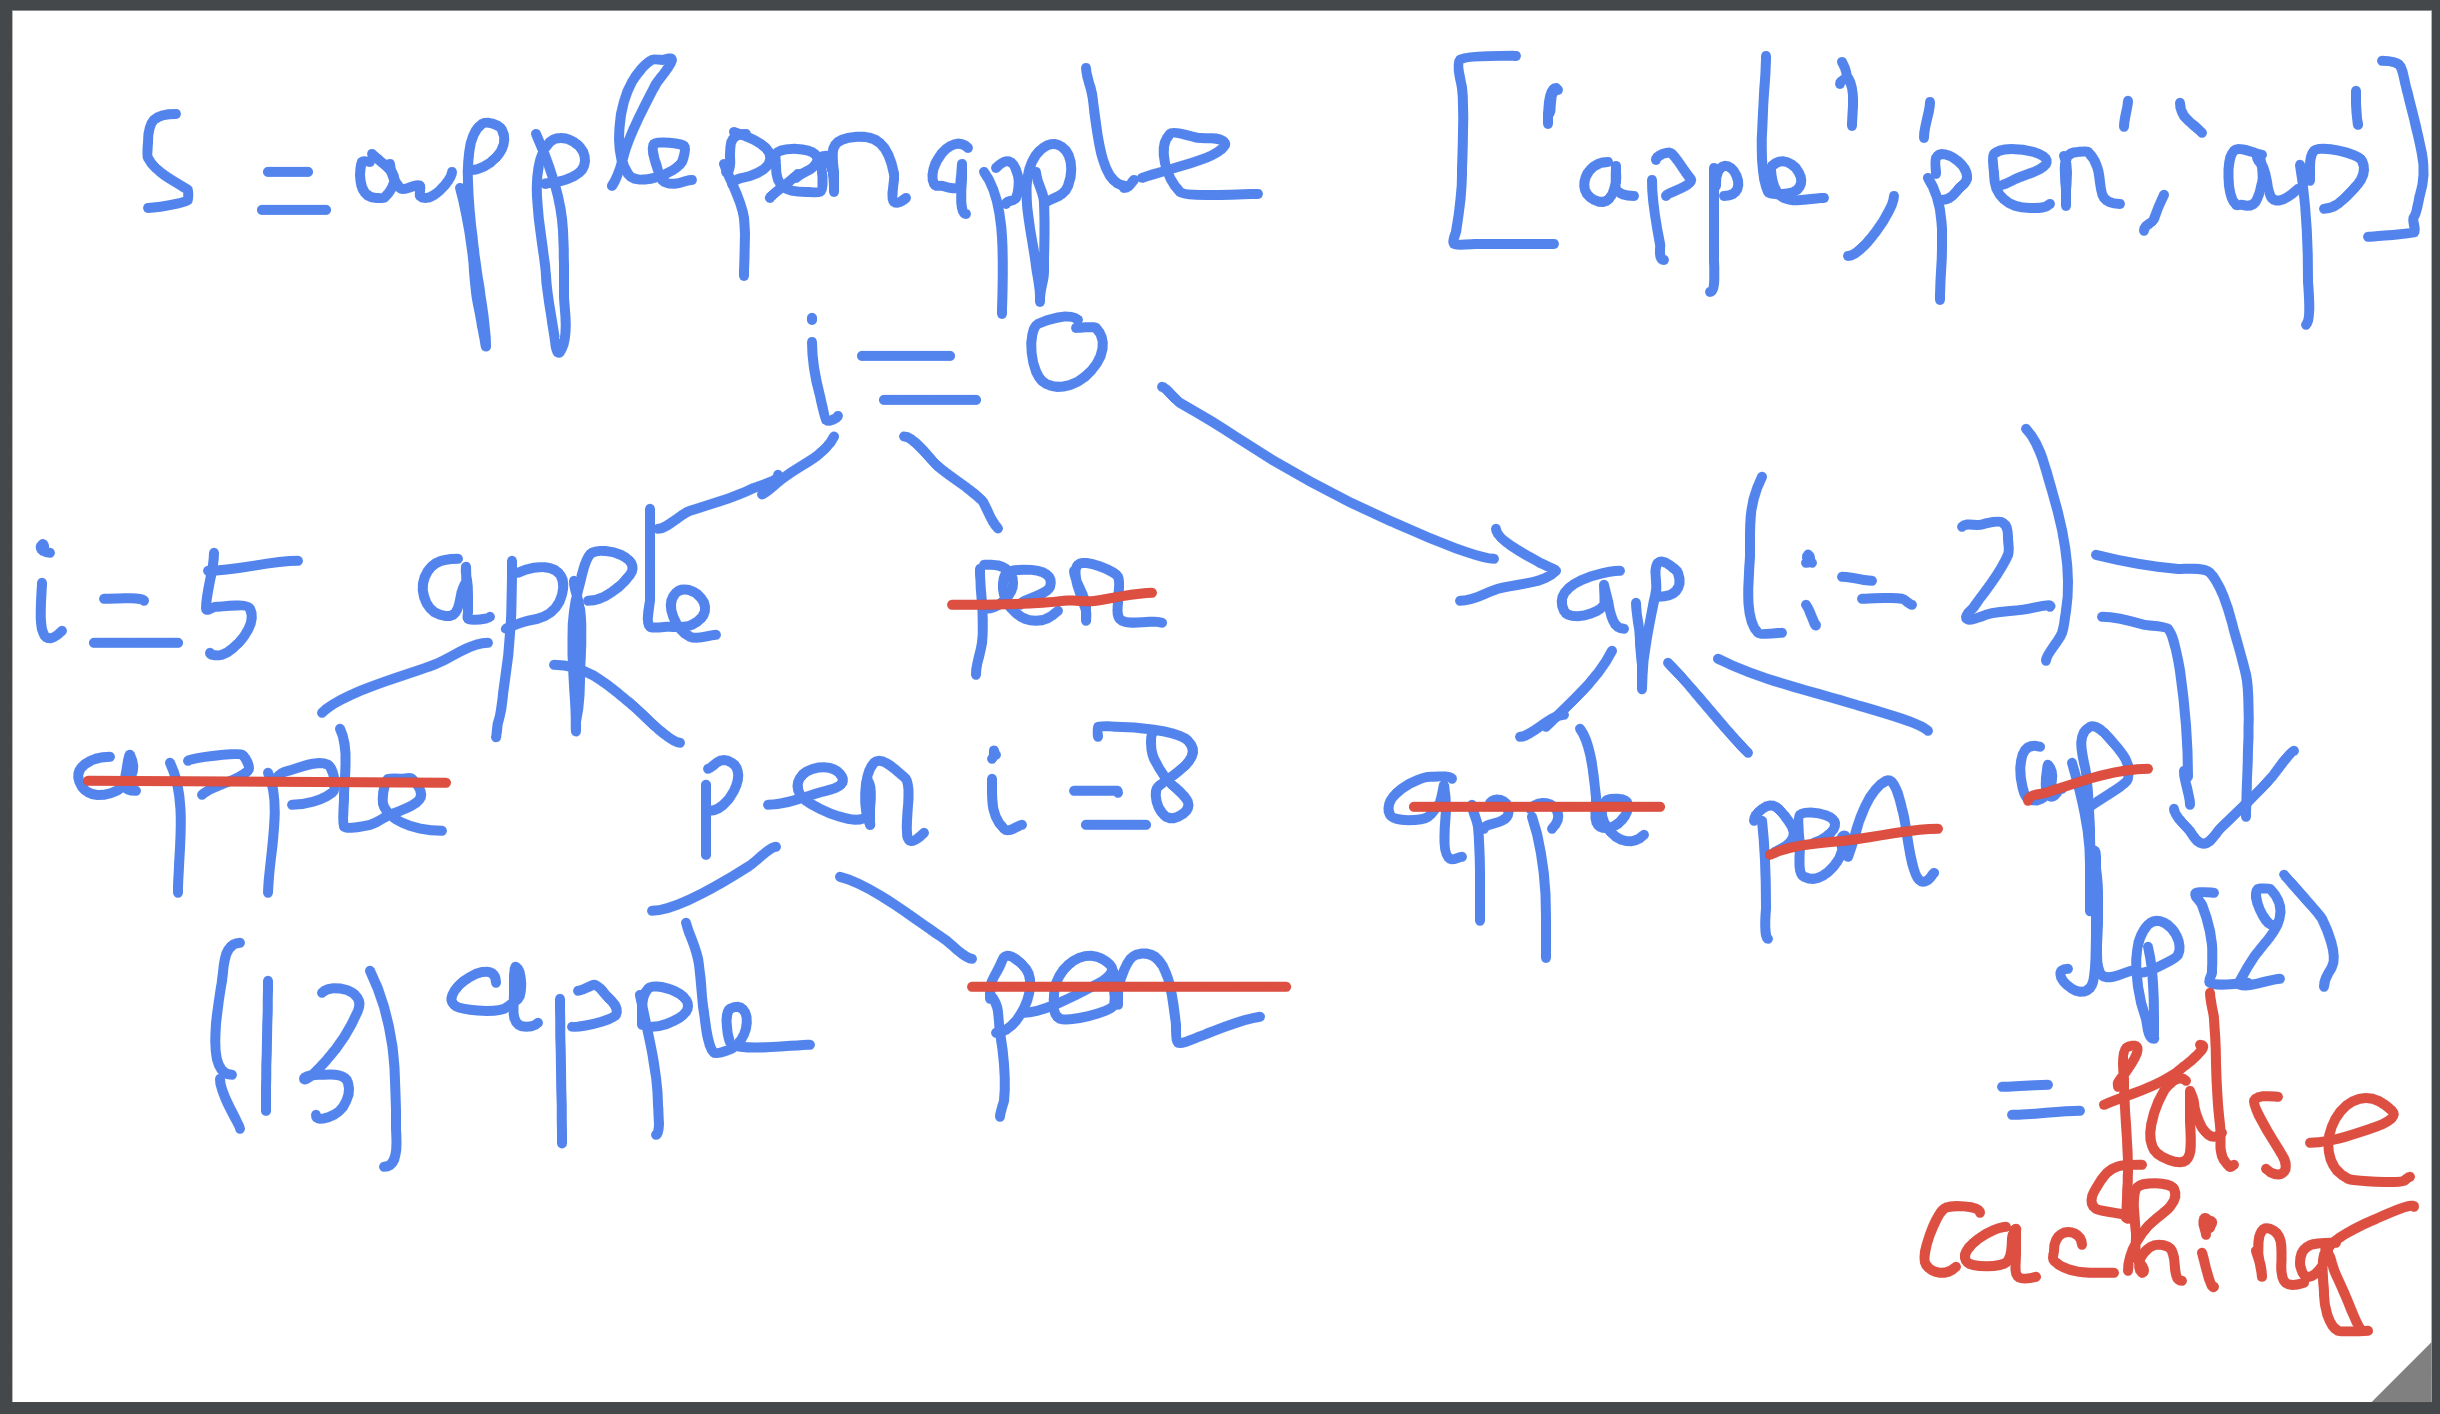 s = applepenapple ['apple', 'pen', 'ap']
i = 0
i = 5 apple pen ap (i = 2)
apple pen i = 8 appe pen ap
(13) apple pen dp[2]
= false
caching